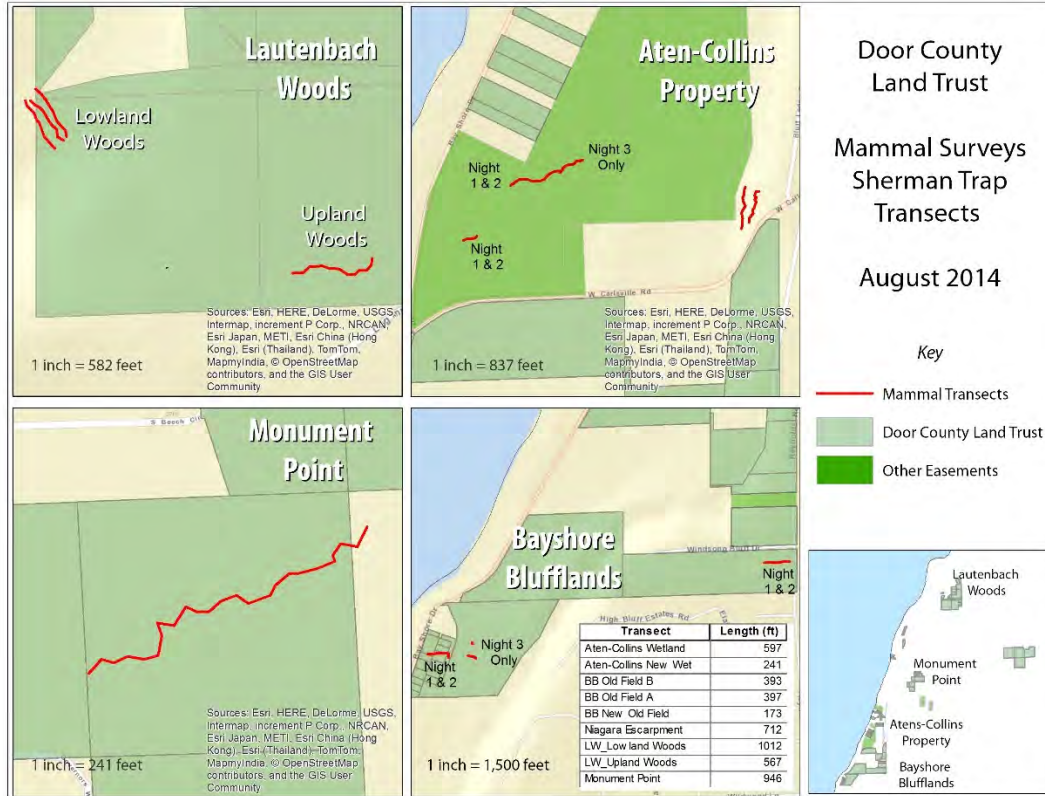 Lautenbach
Woods
Lowland
Woods
Upland
Woods
1 inch = 582 feet
Sources: Esri, HERE, DeLorme, USGS,
Intermap, increment P Corp., NRCAN,
Esri Japan, METI, Esri China (Hong
Kong), Esri (Thailand), TomTom,
MapmyIndia, © OpenStreetMap
contributors, and the GIS User
Community
Aten-Collins
Property
Bay Shore Dr
Night
1 & 2
Night 3
Only
Night
1 & 2
W Carlsville Rd
W Carl
1 inch = 837 feet
Sources: Esri, HERE, DeLorme, USGS,
Intermap, increment P Corp., NRCAN,
Esri Japan, METI, Esri China (Hong
Kong), Esri (Thailand), TomTom,
MapmyIndia, © OpenStreetMap
contributors, and the GIS User
Community
Door County
Land Trust
Mammal Surveys
Sherman Trap
Transects
August 2014
Key
Mammal Transects
Door County Land Trust
Other Easements
Monument
Point
1 inch = 241 feet
Sources: Esri, HERE, DeLorme, USGS,
Intermap, increment P Corp., NRCAN,
Esri Japan, METI, Esri China (Hong
Kong), Esri (Thailand), TomTom,
MapmyIndia, © OpenStreetMap
contributors, and the GIS User
Community
Bayshore
Blufflands
Bay Shore Dr
Night
1 & 2
Night 3
Only
Night
1 & 2
High Bluff Estates Rd
1 inch = 1,500 feet
Transect Length (ft)
Aten-Collins Wetland 597
Aten-Collins New Wet 241
BB Old Field B 393
BB Old Field A 397
BB New Old Field 173
Niagara Escarpment 712
LW_Lowland Woods 1012
LW_Upland Woods 567
Monument Point 946
Lautenbach
Woods
Monument
Point
Atens-Collins
Property
Bayshore
Blufflands